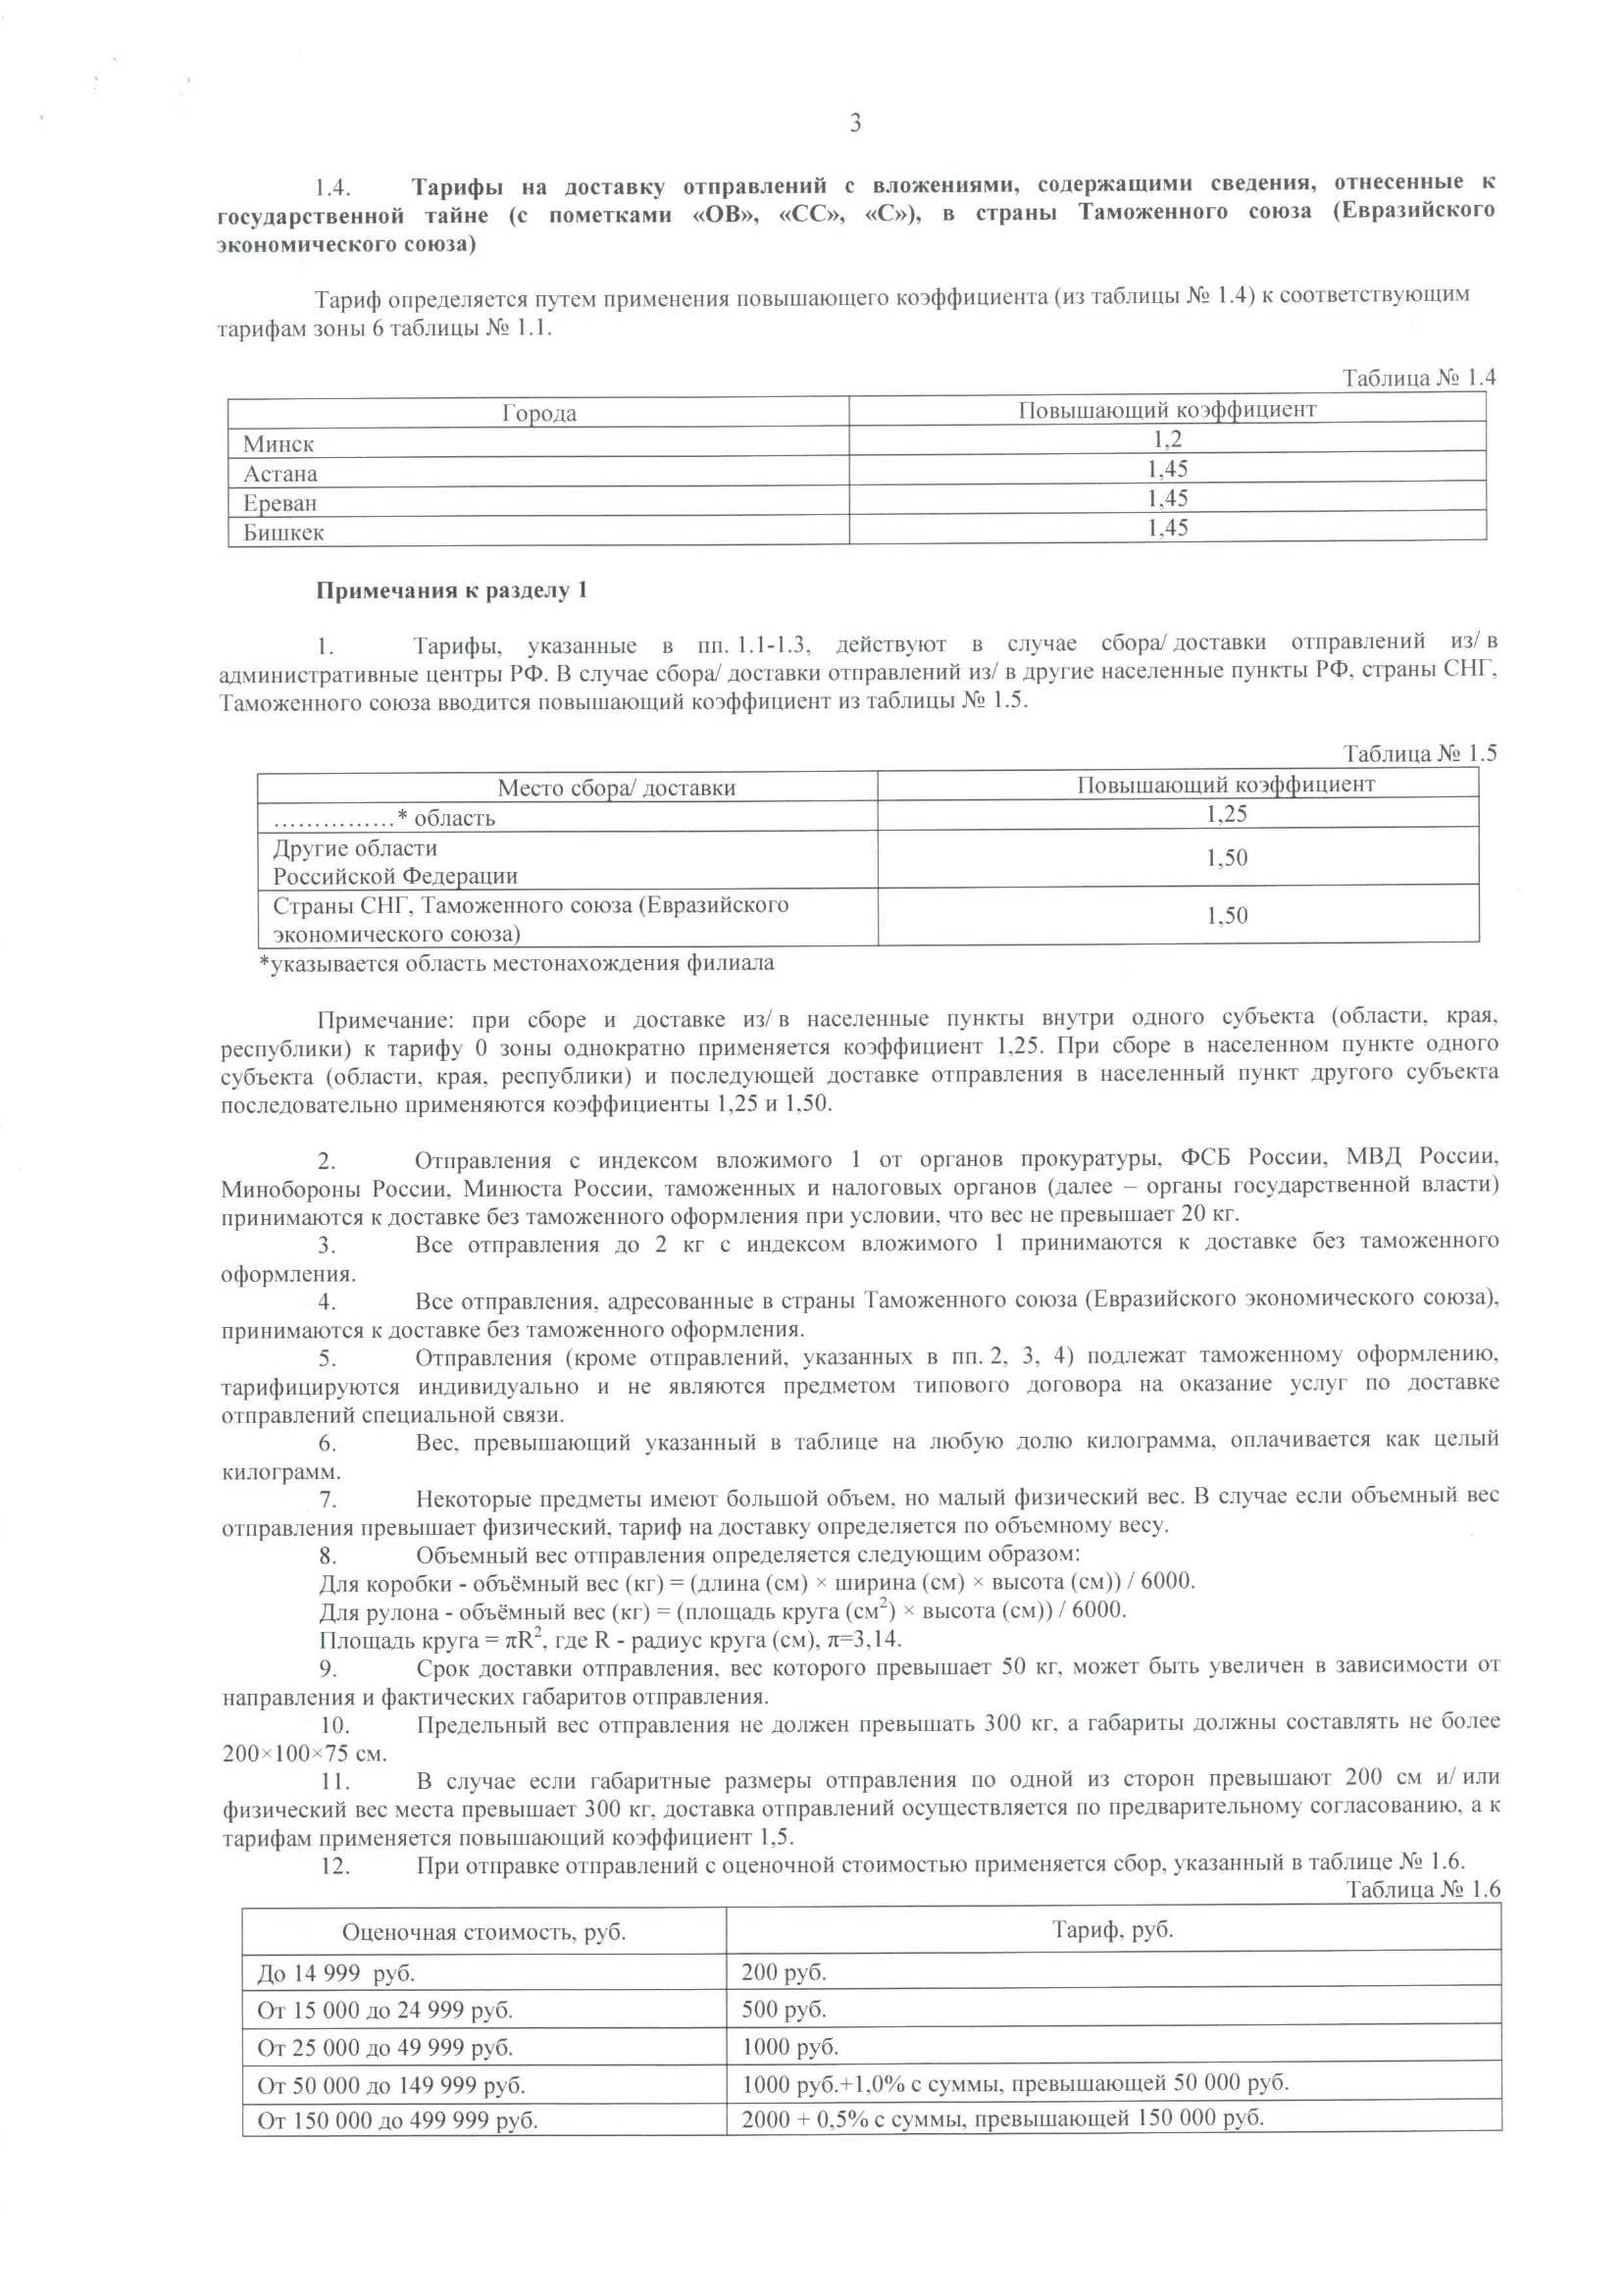 3
1.4. Тарифы на доставку отправлений с вложениями, содержащими сведения, отнесенные к
государственной тайне (с пометками «ОВ», «СС», «С»), в страны Таможенного союза (Евразийского
экономического союза)
Тариф определяется путем применения повышающего коэффициента (из таблицы № 1.4) к соответствующим
тарифам зоны 6 таблицы № 1.1.
Таблица № 1.4
Города Повышающий коэффициент
Минск 1,2
Астана 1,45
Ереван 1,45
Бишкек 1,45
Примечания к разделу 1
1. Тарифы, указанные в пп. 1.1-1.3, действуют в случае сбора/ доставки отправлений из/ в
административные центры РФ. В случае сбора/ доставки отправлений из/ в другие населенные пункты РФ, страны СНГ,
Таможенного союза вводится повышающий коэффициент из таблицы № 1.5.
Таблица № 1.5
Место сбора/ доставки Повышающий коэффициент
……………* область 1,25
Другие области
Российской Федерации 1,50
Страны СНГ, Таможенного союза (Евразийского
экономического союза) 1,50
*указывается область местонахождения филиала
Примечание: при сборе и доставке из/ в населенные пункты внутри одного субъекта (области, края,
республики) к тарифу 0 зоны однократно применяется коэффициент 1,25. При сборе в населенном пункте одного
субъекта (области, края, республики) и последующей доставке отправления в населенный пункт другого субъекта
последовательно применяются коэффициенты 1,25 и 1,50.
2. Отправления с индексом вложимого 1 от органов прокуратуры, ФСБ России, МВД России,
Минобороны России, Минюста России, таможенных и налоговых органов (далее – органы государственной власти)
принимаются к доставке без таможенного оформления при условии, что вес не превышает 20 кг.
3. Все отправления до 2 кг с индексом вложимого 1 принимаются к доставке без таможенного
оформления.
4. Все отправления, адресованные в страны Таможенного союза (Евразийского экономического союза),
принимаются к доставке без таможенного оформления.
5. Отправления (кроме отправлений, указанных в пп. 2, 3, 4) подлежат таможенному оформлению,
тарифицируются индивидуально и не являются предметом типового договора на оказание услуг по доставке
отправлений специальной связи.
6. Вес, превышающий указанный в таблице на любую долю килограмма, оплачивается как целый
килограмм.
7. Некоторые предметы имеют большой объем, но малый физический вес. В случае если объемный вес
отправления превышает физический, тариф на доставку определяется по объемному весу.
8. Объемный вес отправления определяется следующим образом:
Для коробки - объёмный вес (кг) = (длина (см) × ширина (см) × высота (см)) / 6000.
Для рулона - объёмный вес (кг) = (площадь круга (см²) × высота (см)) / 6000.
Площадь круга = πR², где R - радиус круга (см), π=3,14.
9. Срок доставки отправления, вес которого превышает 50 кг, может быть увеличен в зависимости от
направления и фактических габаритов отправления.
10. Предельный вес отправления не должен превышать 300 кг, а габариты должны составлять не более
200×100×75 см.
11. В случае если габаритные размеры отправления по одной из сторон превышают 200 см и/ или
физический вес места превышает 300 кг, доставка отправлений осуществляется по предварительному согласованию, а к
тарифам применяется повышающий коэффициент 1,5.
12. При отправке отправлений с оценочной стоимостью применяется сбор, указанный в таблице № 1.6.
Таблица № 1.6
Оценочная стоимость, руб. Тариф, руб.
До 14 999 руб. 200 руб.
От 15 000 до 24 999 руб. 500 руб.
От 25 000 до 49 999 руб. 1000 руб.
От 50 000 до 149 999 руб. 1000 руб.+1,0% с суммы, превышающей 50 000 руб.
От 150 000 до 499 999 руб. 2000 + 0,5% с суммы, превышающей 150 000 руб.